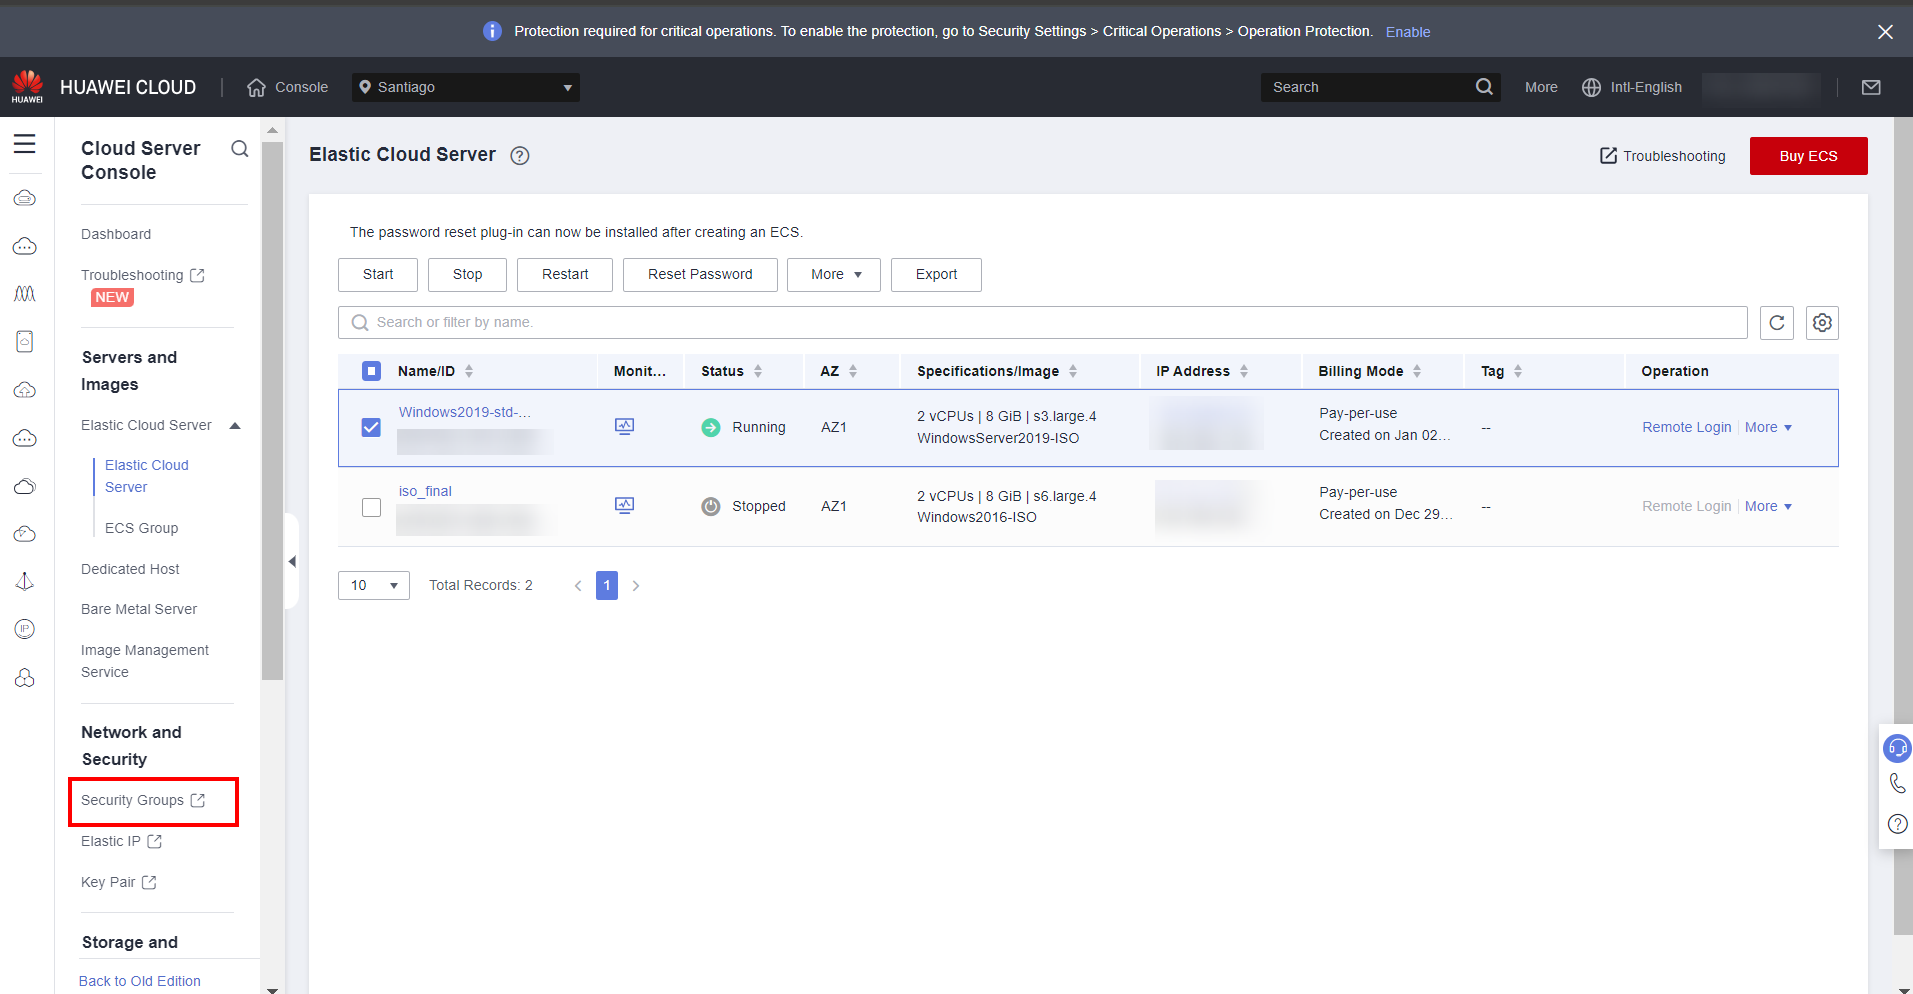 Protection required for critical operations. To enable the protection, go to Security Settings > Critical Operations > Operation Protection. Enable
HUAWEI
HUAWEI CLOUD
Console
Santiago
Search
More
Intl-English
Cloud Server
Console
Dashboard
Troubleshooting
NEW
Servers and
Images
Elastic Cloud Server
Elastic Cloud
Server
ECS Group
Dedicated Host
Bare Metal Server
Image Management
Service
Network and
Security
Security Groups
Elastic IP
Key Pair
Storage and
Back to Old Edition
IP
Elastic Cloud Server
Troubleshooting
Buy ECS
The password reset plug-in can now be installed after creating an ECS.
Start Stop Restart Reset Password More Export
Search or filter by name.
Name/ID Monit... Status AZ Specifications/Image IP Address Billing Mode Tag Operation
Windows2019-std-...
Running
AZ1
2 vCPUs | 8 GiB | s3.large.4
WindowsServer2019-ISO
Pay-per-use
Created on Jan 02...
--
Remote Login More
iso_final
Stopped
AZ1
2 vCPUs | 8 GiB | s6.large.4
Windows2016-ISO
Pay-per-use
Created on Dec 29...
--
Remote Login More
10 Total Records: 2 < 1 >